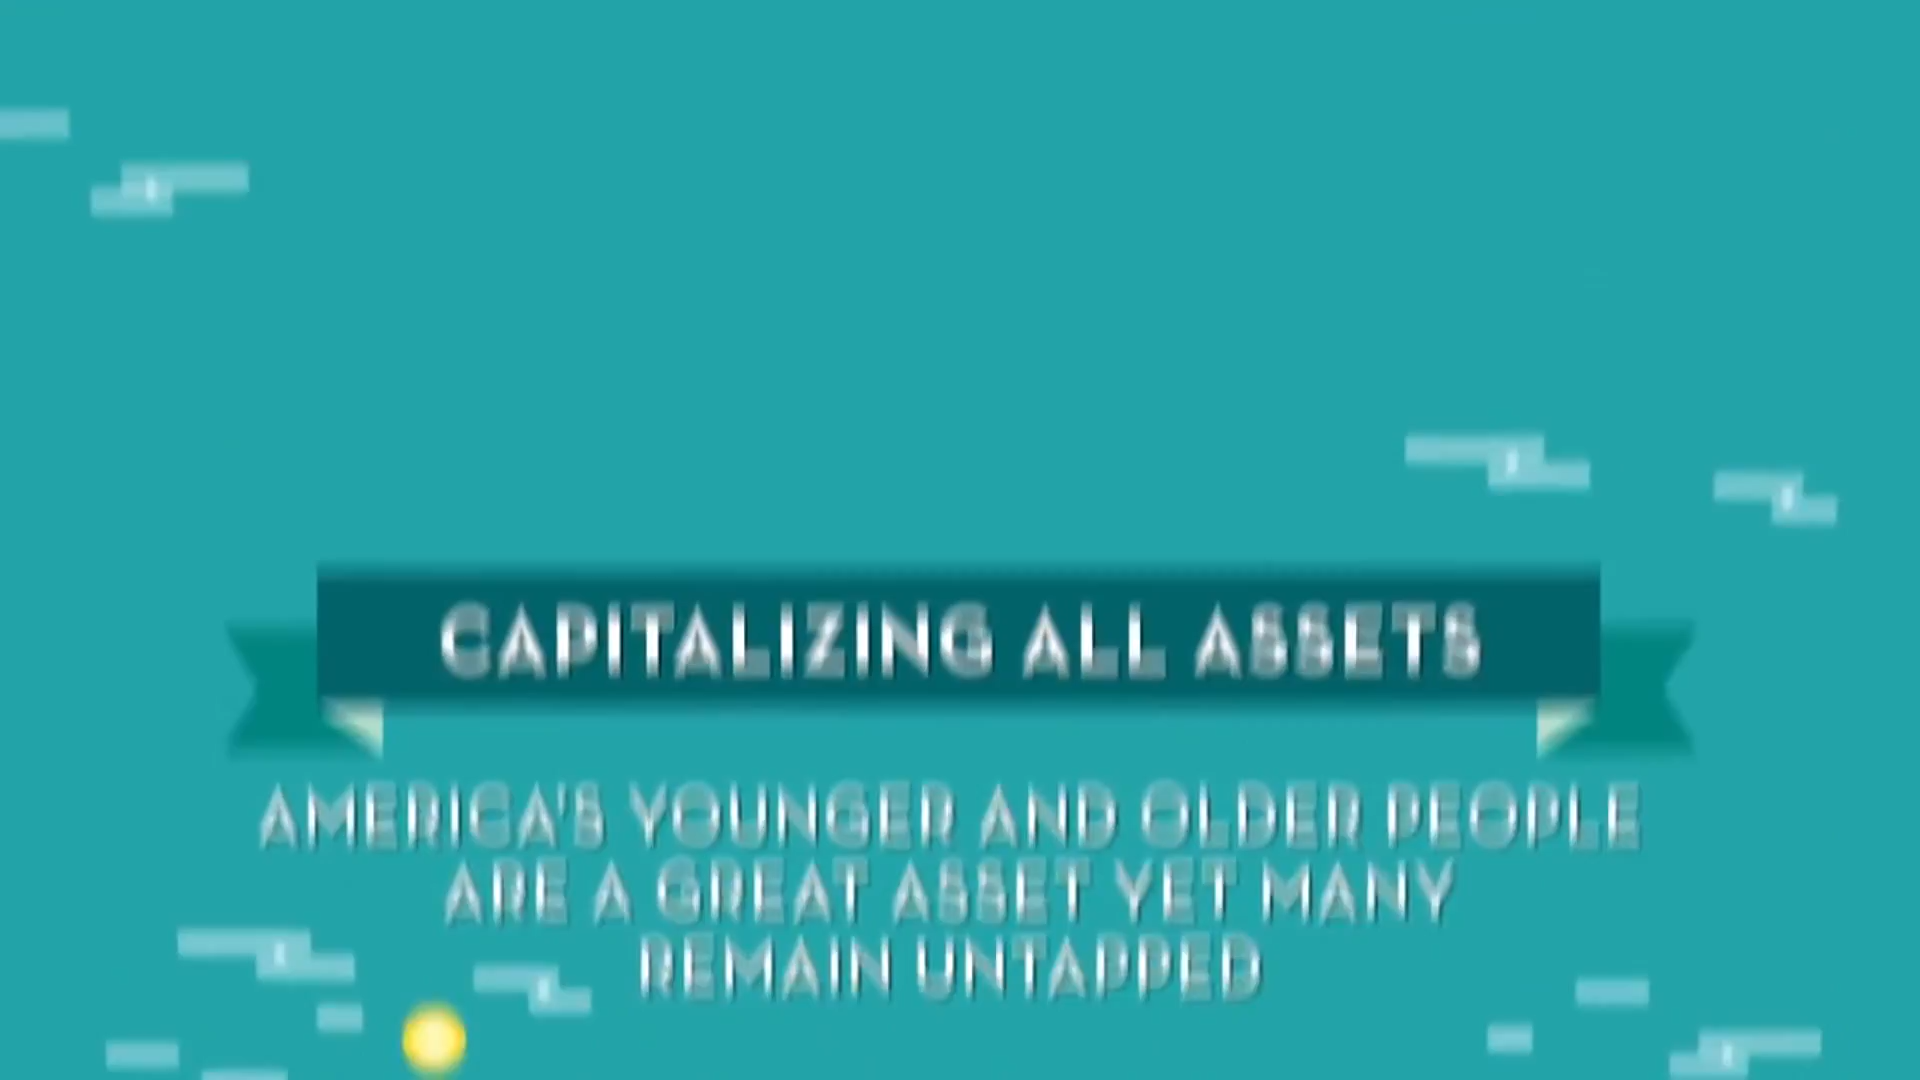 CAPITALIZING ALL ASSETS
AMERICA'S YOUNGER AND OLDER PEOPLE
ARE A GREAT ASSET YET MANY
REMAIN UNTAPPED